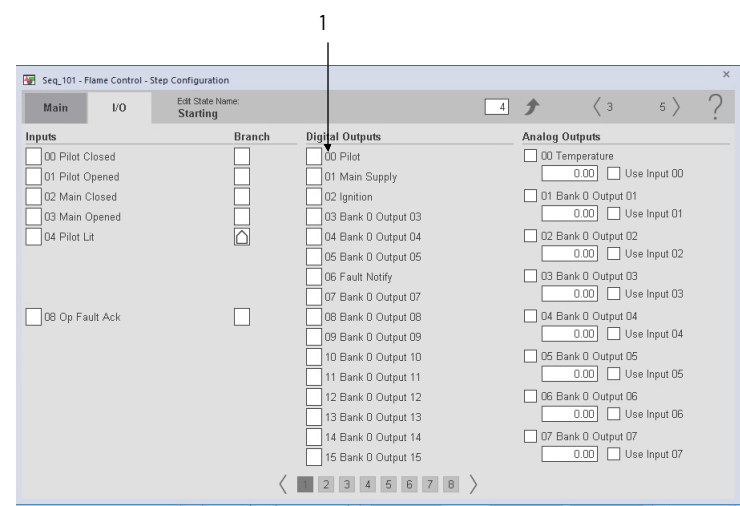 1
Seq_101 - Flame Control - Step Configuration
×
Main
I/O
Edit State Name:
Starting
4
3
5
?
Inputs
Branch
00 Pilot Closed
01 Pilot Opened
02 Main Closed
03 Main Opened
04 Pilot Lit
08 Op Fault Ack
Digital Outputs
00 Pilot
01 Main Supply
02 Ignition
03 Bank 0 Output 03
04 Bank 0 Output 04
05 Bank 0 Output 05
06 Fault Notify
07 Bank 0 Output 07
08 Bank 0 Output 08
09 Bank 0 Output 09
10 Bank 0 Output 10
11 Bank 0 Output 11
12 Bank 0 Output 12
13 Bank 0 Output 13
14 Bank 0 Output 14
15 Bank 0 Output 15
Analog Outputs
00 Temperature
0.00 Use Input 00
01 Bank 0 Output 01
0.00 Use Input 01
02 Bank 0 Output 02
0.00 Use Input 02
03 Bank 0 Output 03
0.00 Use Input 03
04 Bank 0 Output 04
0.00 Use Input 04
05 Bank 0 Output 05
0.00 Use Input 05
06 Bank 0 Output 06
0.00 Use Input 06
07 Bank 0 Output 07
0.00 Use Input 07
1 2 3 4 5 6 7 8